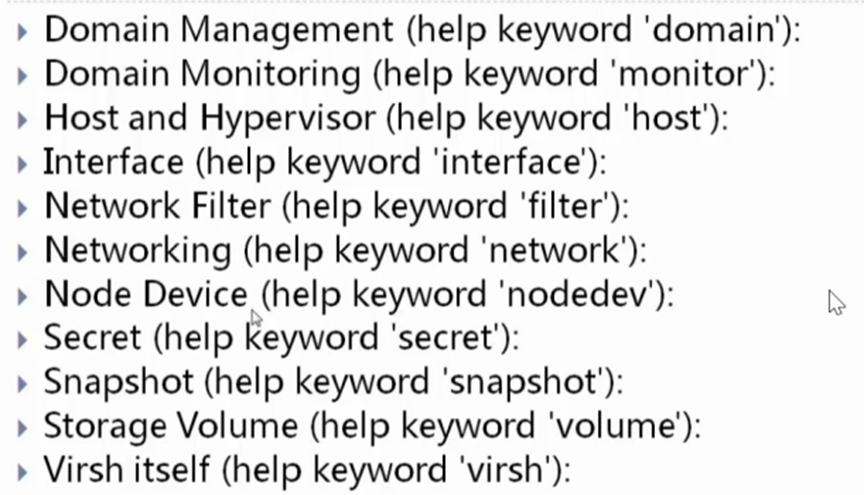 Domain Management (help keyword 'domain'):
Domain Monitoring (help keyword 'monitor'):
Host and Hypervisor (help keyword 'host'):
Interface (help keyword 'interface'):
Network Filter (help keyword 'filter'):
Networking (help keyword 'network'):
Node Device (help keyword 'nodedev'):
Secret (help keyword 'secret'):
Snapshot (help keyword 'snapshot'):
Storage Volume (help keyword 'volume'):
Virsh itself (help keyword 'virsh'):